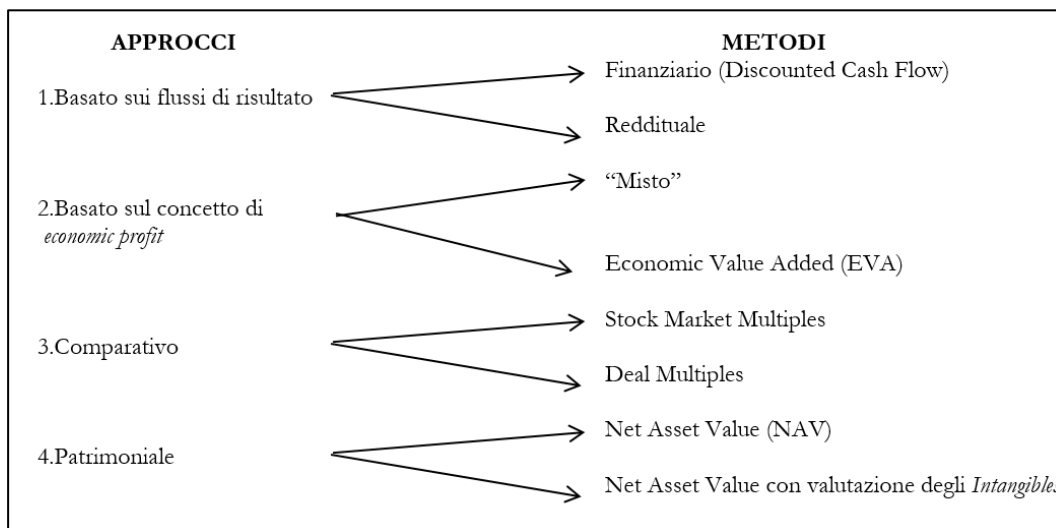 APPROCCI
METODI
1.Basato sui flussi di risultato
Finanziario (Discounted Cash Flow)
Reddituale
2.Basato sul concetto di
economic profit
“Misto”
Economic Value Added (EVA)
3.Comparativo
Stock Market Multiples
Deal Multiples
4.Patrimoniale
Net Asset Value (NAV)
Net Asset Value con valutazione degli Intangibles